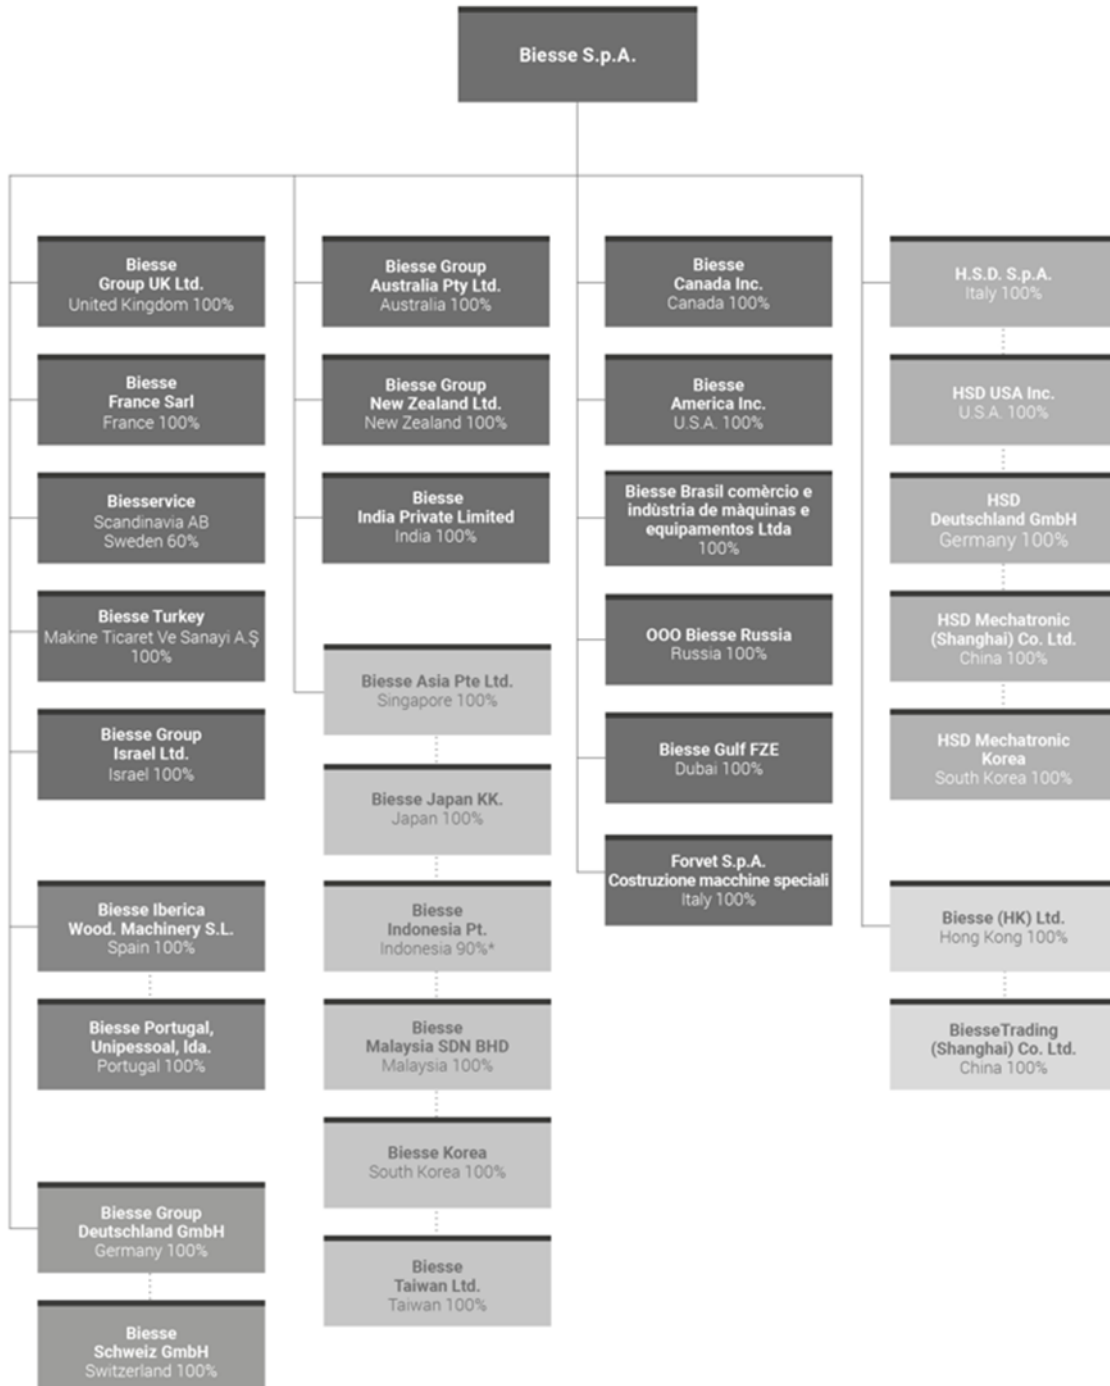 Biesse S.p.A.
Biesse
Group UK Ltd.
United Kingdom 100%
Biesse
France Sarl
France 100%
Biesservice
Scandinavia AB
Sweden 60%
Biesse Turkey
Makine Ticaret Ve Sanayi A.Ş
100%
Biesse Group
Israel Ltd.
Israel 100%
Biesse Iberica
Wood. Machinery S.L.
Spain 100%
Biesse Portugal,
Unipessoal, lda.
Portugal 100%
Biesse Group
Deutschland GmbH
Germany 100%
Biesse
Schweiz GmbH
Switzerland 100%
Biesse Group
Australia Pty Ltd.
Australia 100%
Biesse Group
New Zealand Ltd.
New Zealand 100%
Biesse
India Private Limited
India 100%
Biesse Asia Pte Ltd.
Singapore 100%
Biesse Japan KK.
Japan 100%
Biesse
Indonesia Pt.
Indonesia 90%*
Biesse
Malaysia SDN BHD
Malaysia 100%
Biesse Korea
South Korea 100%
Biesse
Taiwan Ltd.
Taiwan 100%
Biesse
Canada Inc.
Canada 100%
Biesse
America Inc.
U.S.A. 100%
Biesse Brasil comèrcio e
indùstria de màquinas e
equipamentos Ltda
100%
OOO Biesse Russia
Russia 100%
Biesse Gulf FZE
Dubai 100%
Forvet S.p.A.
Costruzione macchine speciali
Italy 100%
H.S.D. S.p.A.
Italy 100%
HSD USA Inc.
U.S.A. 100%
HSD
Deutschland GmbH
Germany 100%
HSD Mechatronic
(Shanghai) Co. Ltd.
China 100%
HSD Mechatronic
Korea
South Korea 100%
Biesse (HK) Ltd.
Hong Kong 100%
BiesseTrading
(Shanghai) Co. Ltd.
China 100%